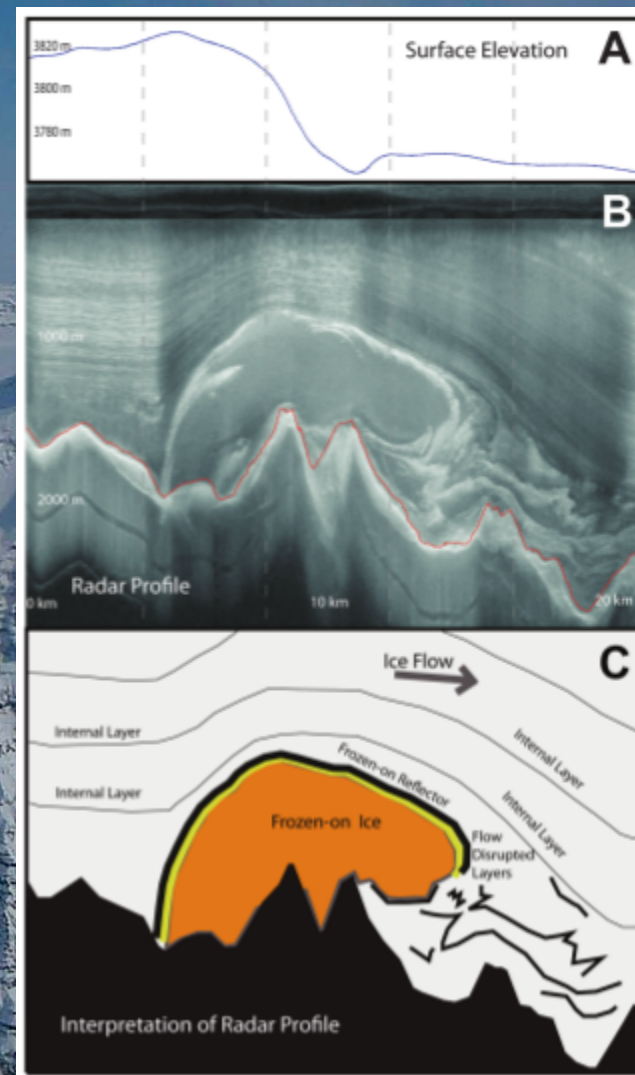 A
Surface Elevation
3820 m
3800 m
3780 m
B
1000 m
2000 m
Radar Profile
0 km
10 km
20 km
C
Ice Flow
Internal Layer
Internal Layer
Frozen-on Reflector
Internal Layer
Internal Layer
Frozen-on Ice
Flow
Disrupted
Layers
Interpretation of Radar Profile